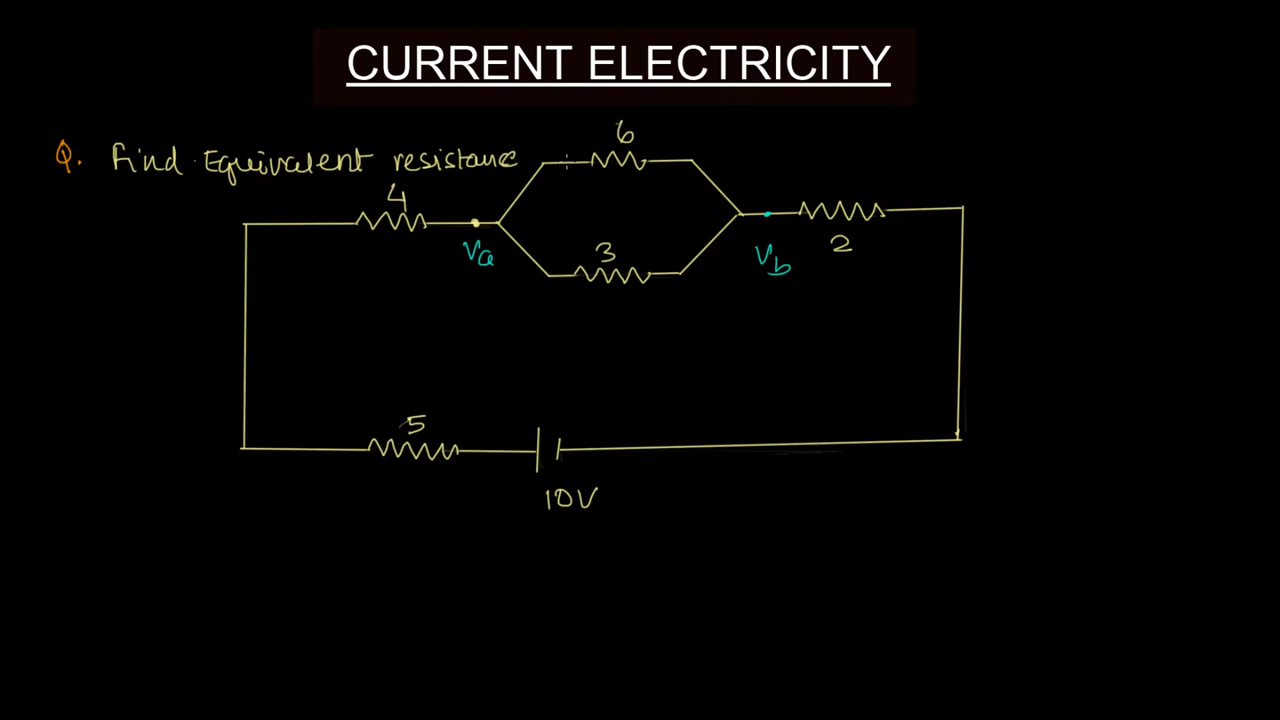 CURRENT ELECTRICITY
Q. Find Equivalent resistance
6
4
3
Va
Vb
2
5
10V